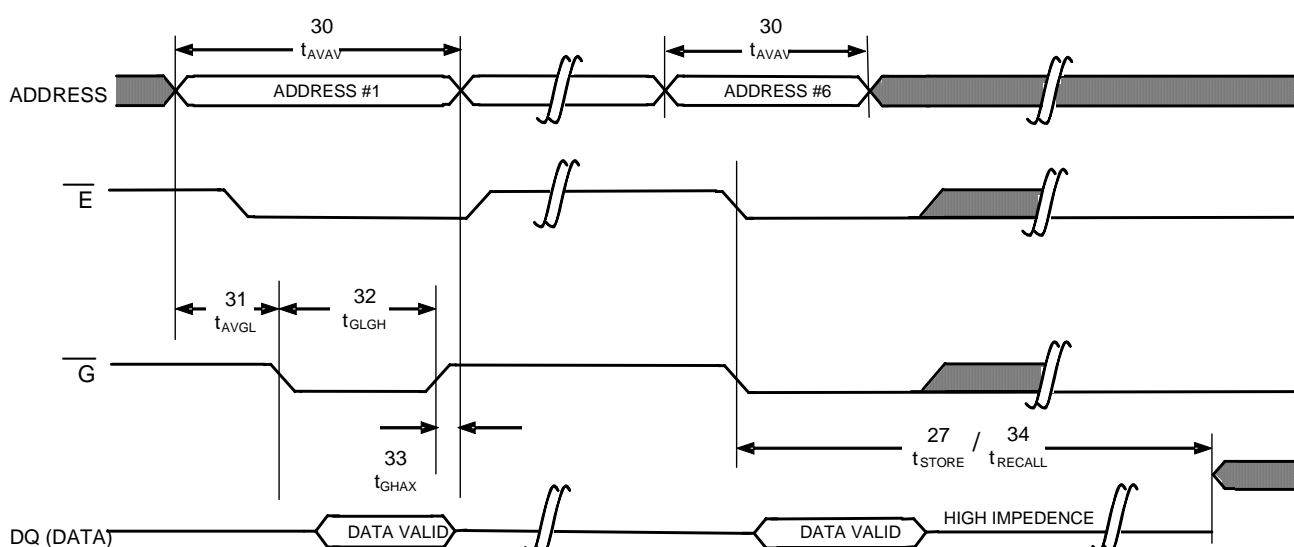 30 30
tAVAV tAVAV
ADDRESS ADDRESS #1 ADDRESS #6
E
31 32
tAVGL tGLGH
G
27 / 34
tSTORE tRECALL
33
tGHAX
HIGH IMPEDENCE
DQ (DATA) DATA VALID DATA VALID